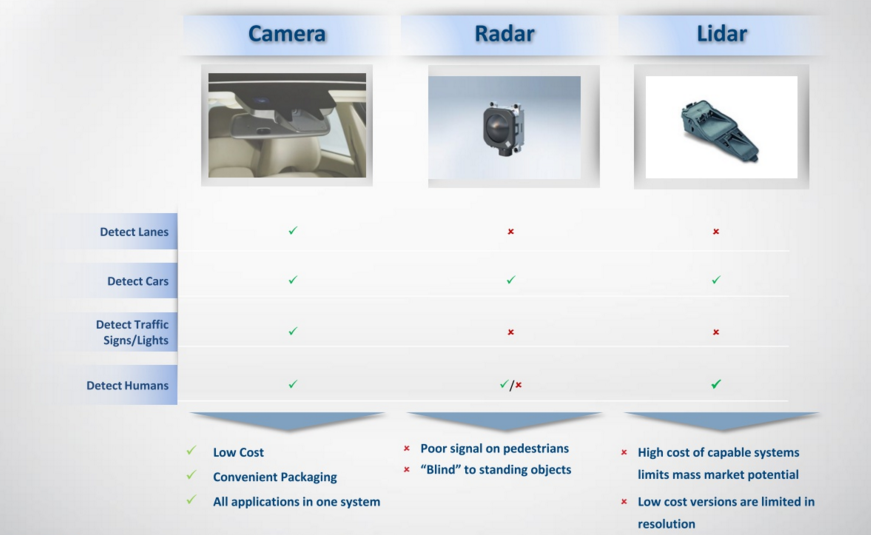 Camera
Radar
Lidar
Detect Lanes
✓
×
×
Detect Cars
✓
✓
✓
Detect Traffic
Signs/Lights
✓
×
×
Detect Humans
✓
✓/×
✓
✓ Low Cost
✓ Convenient Packaging
✓ All applications in one system
× Poor signal on pedestrians
× “Blind” to standing objects
× High cost of capable systems
limits mass market potential
× Low cost versions are limited in
resolution